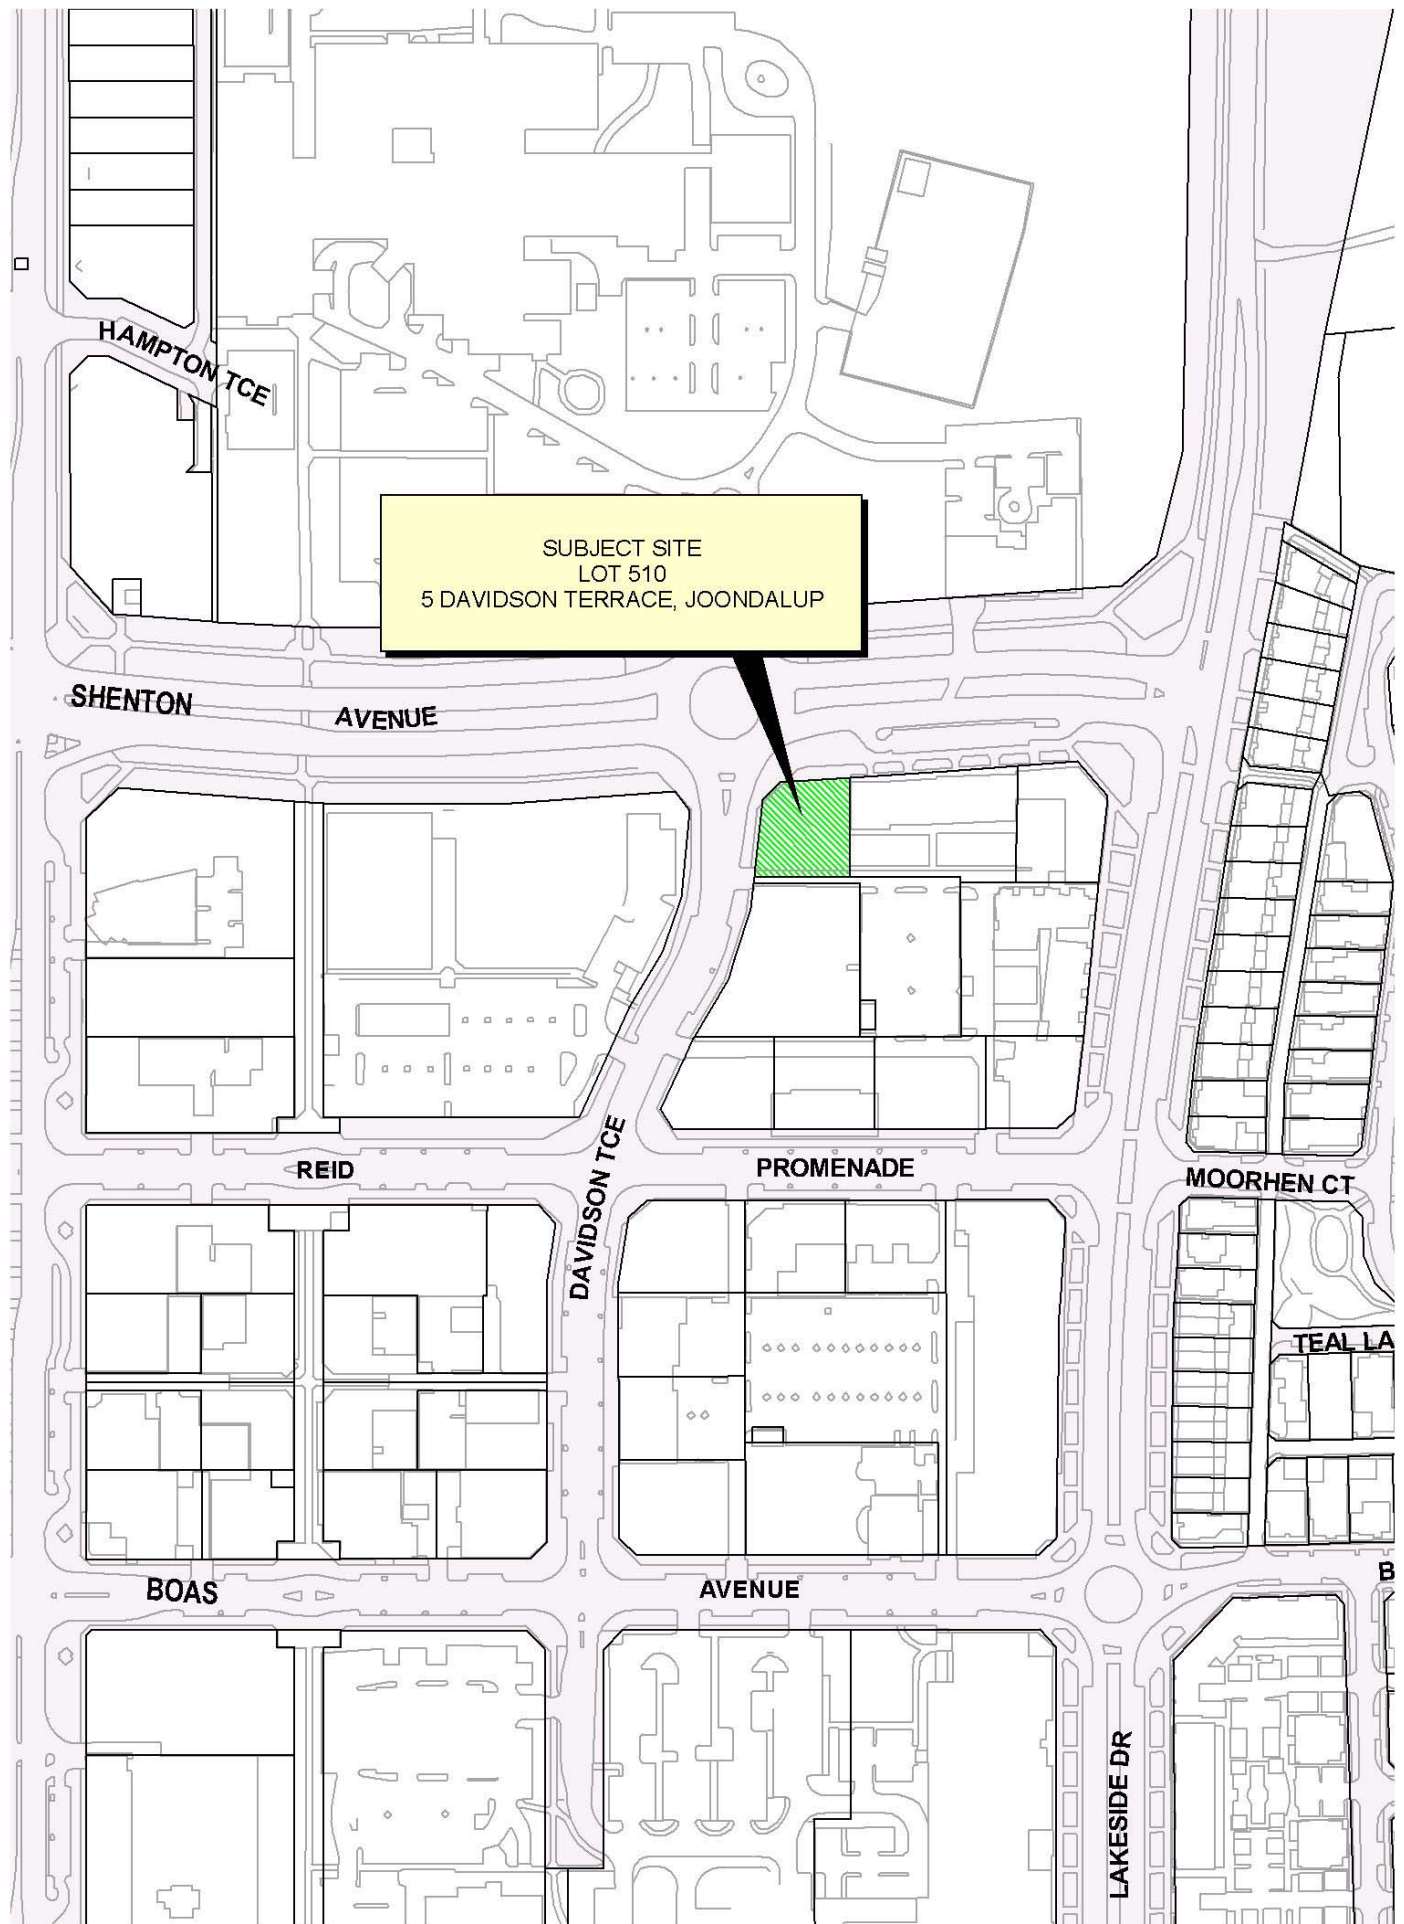 HAMPTON TCE
SUBJECT SITE
LOT 510
5 DAVIDSON TERRACE, JOONDALUP
SHENTON AVENUE
REID PROMENADE
MOORHEN CT
DAVIDSON TCE
TEAL LA
BOAS AVENUE
B
LAKESIDE DR